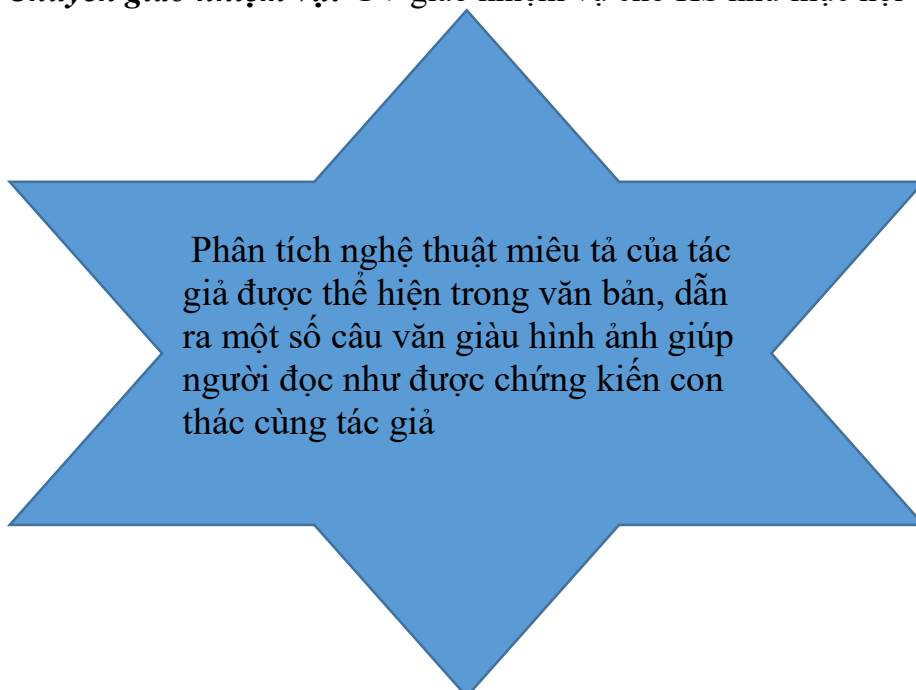 Phân tích nghệ thuật miêu tả của tác
giả được thể hiện trong văn bản, dẫn
ra một số câu văn giàu hình ảnh giúp
người đọc như được chứng kiến con
thác cùng tác giả